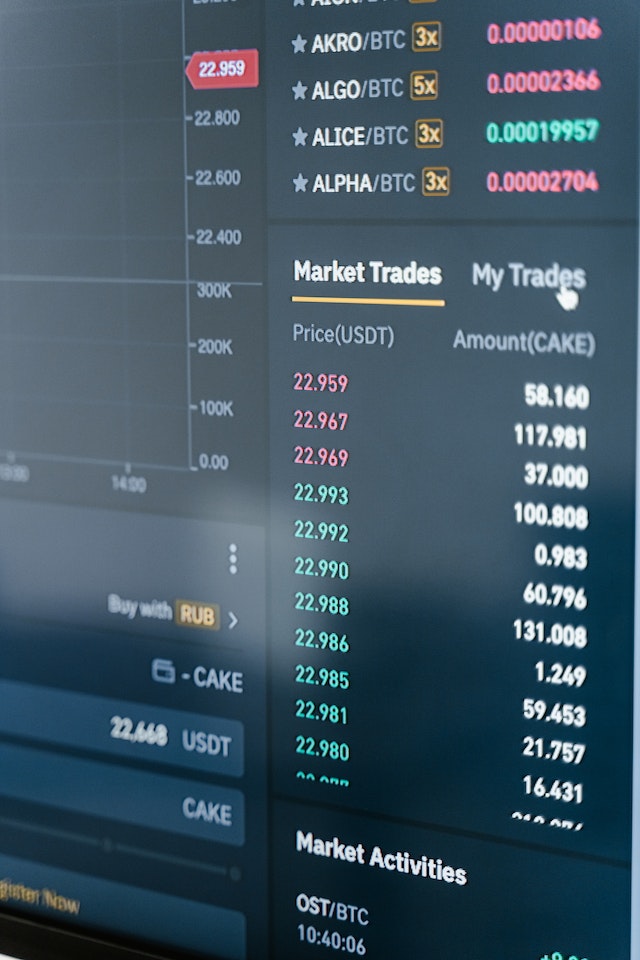 22.959
22.800
22.600
22.400
300K
200K
100K
0.00
14:00
Buy with RUB
- CAKE
22,668 USDT
CAKE
Now
AKRO/BTC 3x 0.00000106
ALGO/BTC 5x 0.00002366
ALICE/BTC 3x 0.00019957
ALPHA/BTC 3x 0.00002704
Market Trades My Trades
Price(USDT) Amount(CAKE)
22.959 58.160
22.967 117.981
22.969 37.000
22.993 100.808
22.992 0.983
22.990 60.796
22.988 131.008
22.986 1.249
22.985 59.453
22.981 21.757
22.980 16.431
Market Activities
OST/BTC
10:40:06